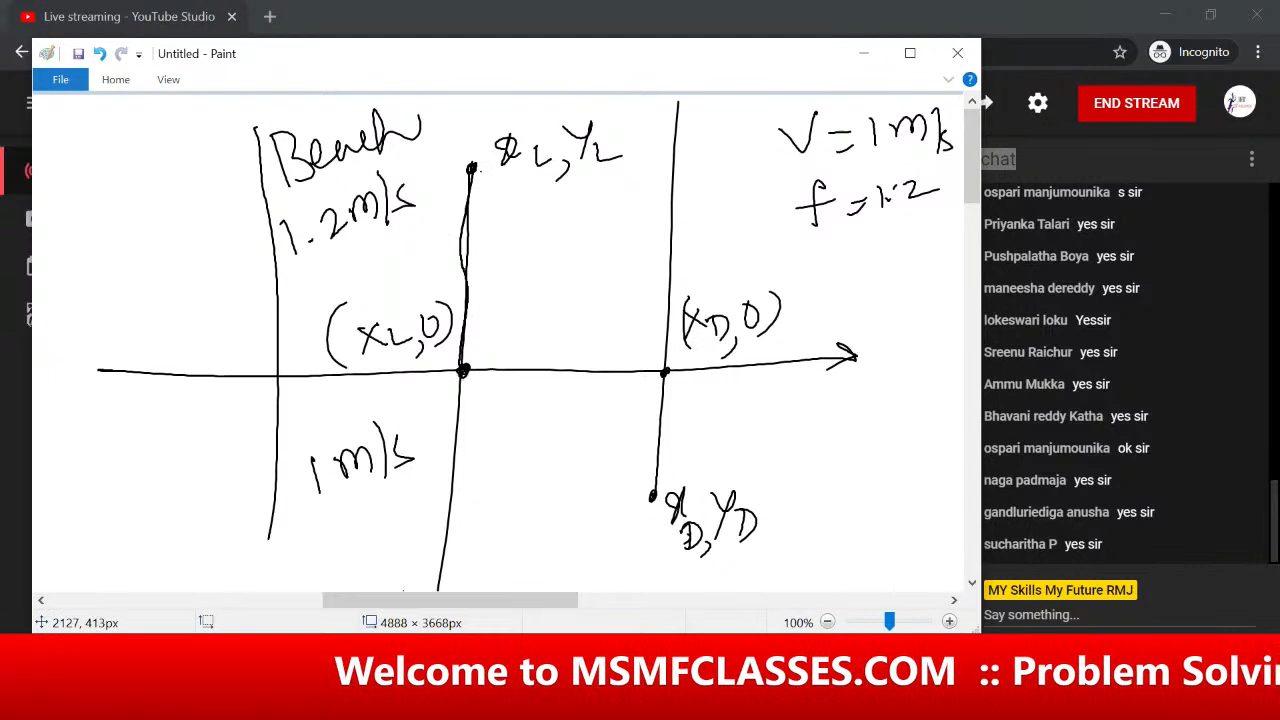 Live streaming - YouTube Studio
Incognito
Untitled - Paint
File Home View
END STREAM
Beach
1.2 m/s
xL, yL
V = 1 m/s
f = 1.2
(xL, 0)
(xD, 0)
1 m/s
xD, yD
chat
ospari manjumounika s sir
Priyanka Talari yes sir
Pushpalatha Boya yes sir
maneesha dereddy yes sir
lokeswari loku Yessir
Sreenu Raichur yes sir
Ammu Mukka yes sir
Bhavani reddy Katha yes sir
ospari manjumounika ok sir
naga padmaja yes sir
gandluriediga anusha yes sir
sucharitha P yes sir
MY Skills My Future RMJ
Say something...
2127, 413px
4888 × 3668px
100%
Welcome to MSMFCLASSES.COM :: Problem Solvi